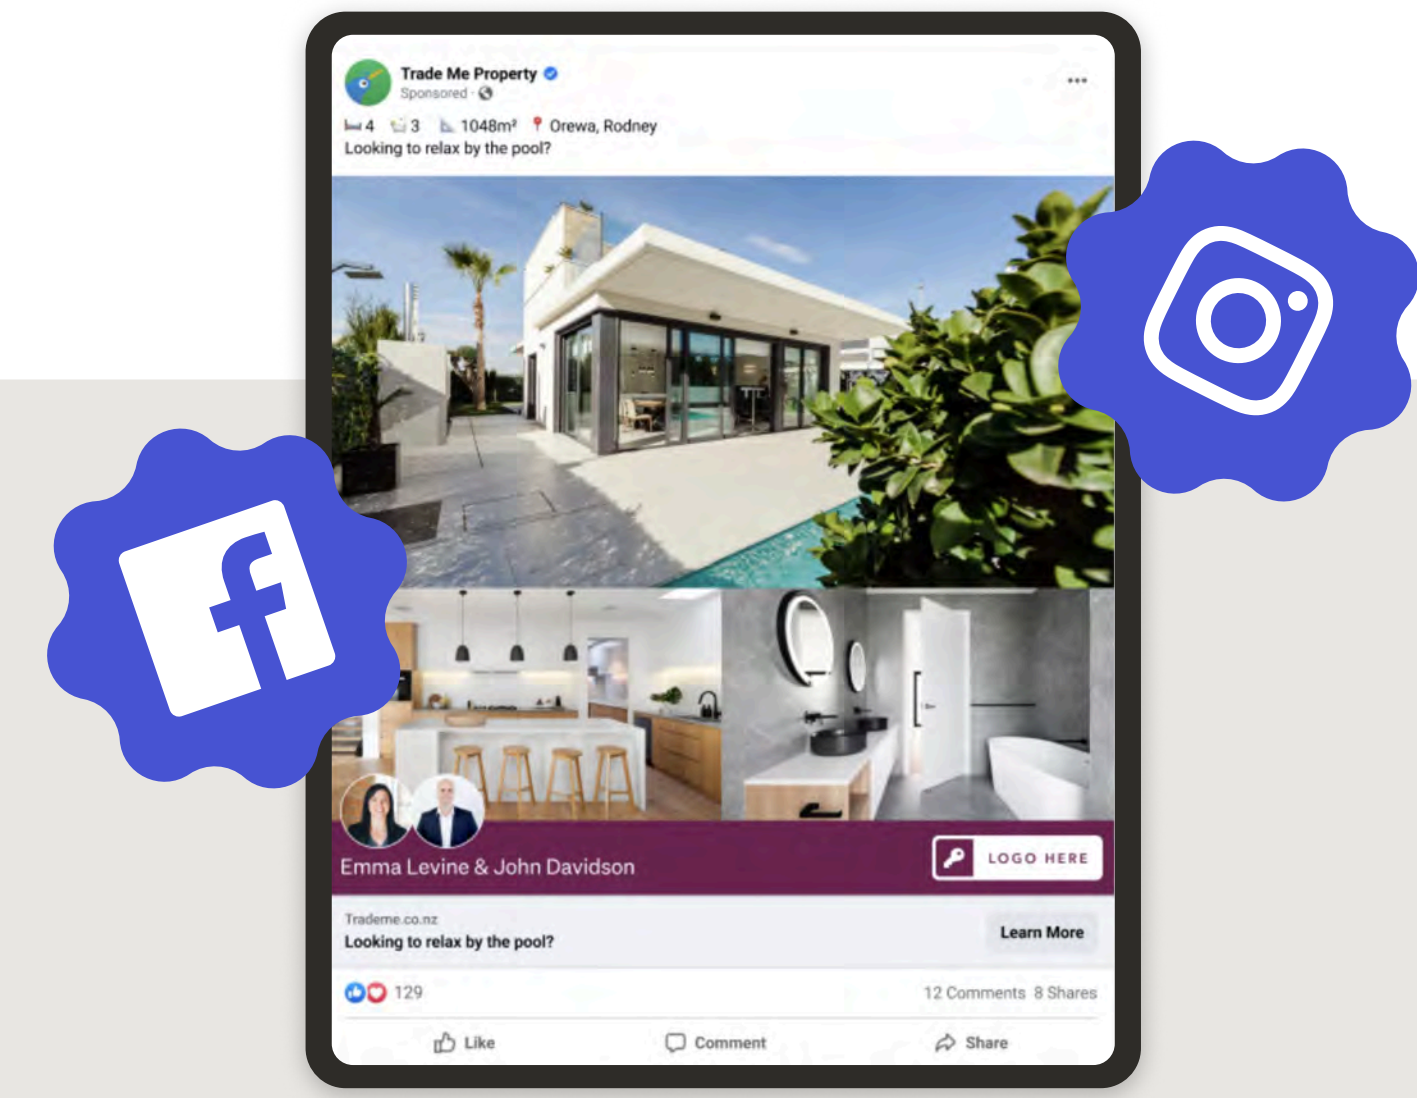 Trade Me Property
Sponsored ·
4 3 1048m² Orewa, Rodney
Looking to relax by the pool?
Emma Levine & John Davidson
LOGO HERE
Trademe.co.nz
Looking to relax by the pool?
Learn More
129
12 Comments 8 Shares
Like Comment Share